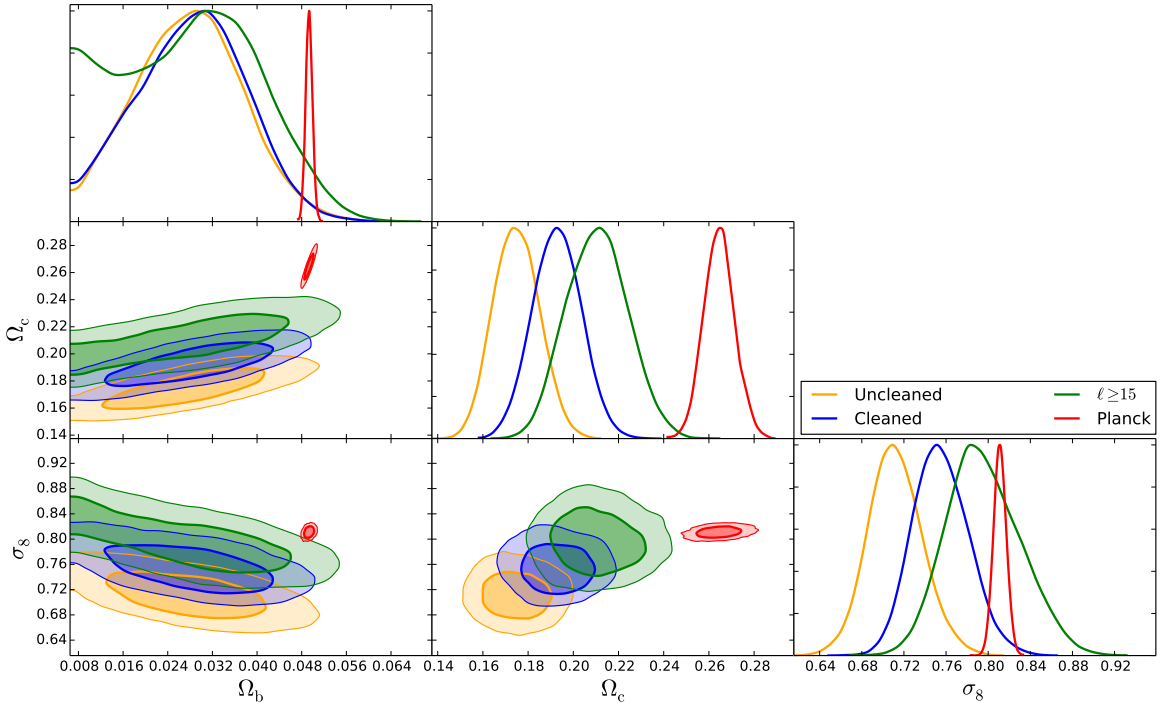 0.28
0.26
0.24
0.22
0.20
0.18
0.16
0.14
Ωc
Uncleaned
Cleaned
ℓ ≥15
Planck
0.92
0.88
0.84
0.80
0.76
0.72
0.68
0.64
σ8
0.008 0.016 0.024 0.032 0.040 0.048 0.056 0.064
0.14 0.16 0.18 0.20 0.22 0.24 0.26 0.28
0.64 0.68 0.72 0.76 0.80 0.84 0.88 0.92
Ωb
Ωc
σ8